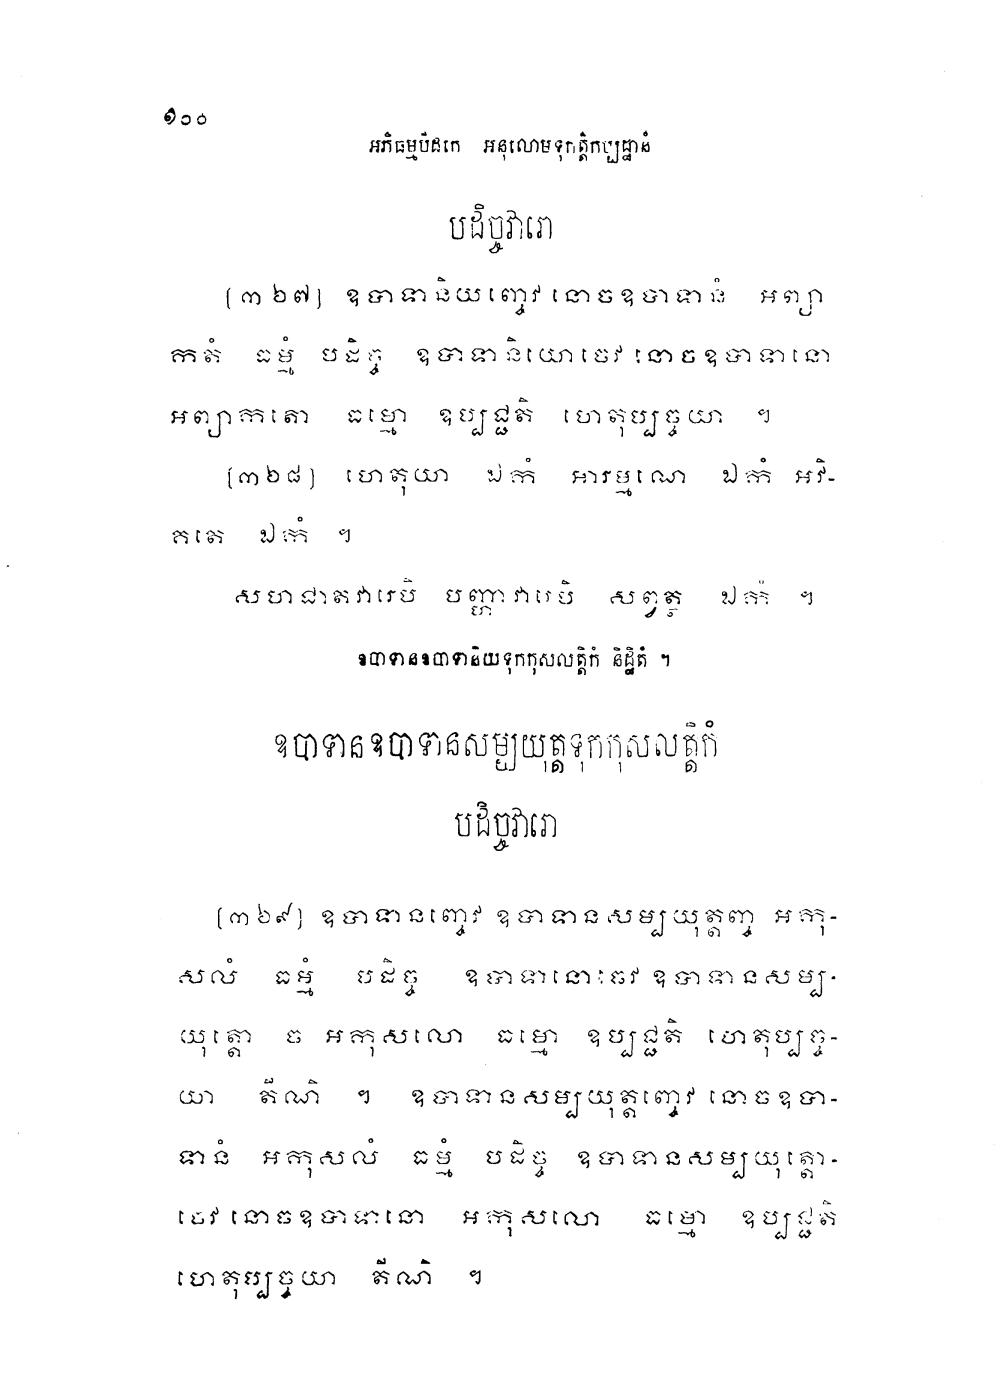 ១១០
អភិធម្មបិដកេ អនុលោមទុកត្តិកប្បដ្ឋានំ
បដិច្ចវារោ
[៣២៧] ឧបាទានិយញ្ចេវ នោចឧបាទានំ អព្យា
កតំ ធម្មំ បដិច្ច ឧបាទានិយោចេវ នោចឧបាទានោ
អព្យាកតោ ធម្មោ ឧប្បជ្ជតិ ហេតុប្បច្ចយា ។
[៣២៨] ហេតុយា ឯកំ អារម្មណេ ឯកំ អវិ-
កតេ ឯកំ ។
សហជាតវារេបិ បញ្ហាវារេបិ សព្វត្ថ ឯកំ ។
ឧបាទានឧបាទានិយទុកកុសលត្តិកំ និដ្ឋិតំ ។
ឧបាទានឧបាទានសម្បយុត្តទុកកុសលត្តិកំ
បដិច្ចវារោ
[៣២៩] ឧបាទានញ្ចេវ ឧបាទានសម្បយុត្តញ្ច អកុ-
សលំ ធម្មំ បដិច្ច ឧបាទានោចេវ ឧបាទានសម្ប-
យុត្តោ ច អកុសលោ ធម្មោ ឧប្បជ្ជតិ ហេតុប្បច្ច-
យា តីណិ ។ ឧបាទានសម្បយុត្តញ្ចេវ នោចឧបា-
ទានំ អកុសលំ ធម្មំ បដិច្ច ឧបាទានសម្បយុត្តោ-
ចេវ នោចឧបាទានោ អកុសលោ ធម្មោ ឧប្បជ្ជតិ
ហេតុប្បច្ចយា តីណិ ។